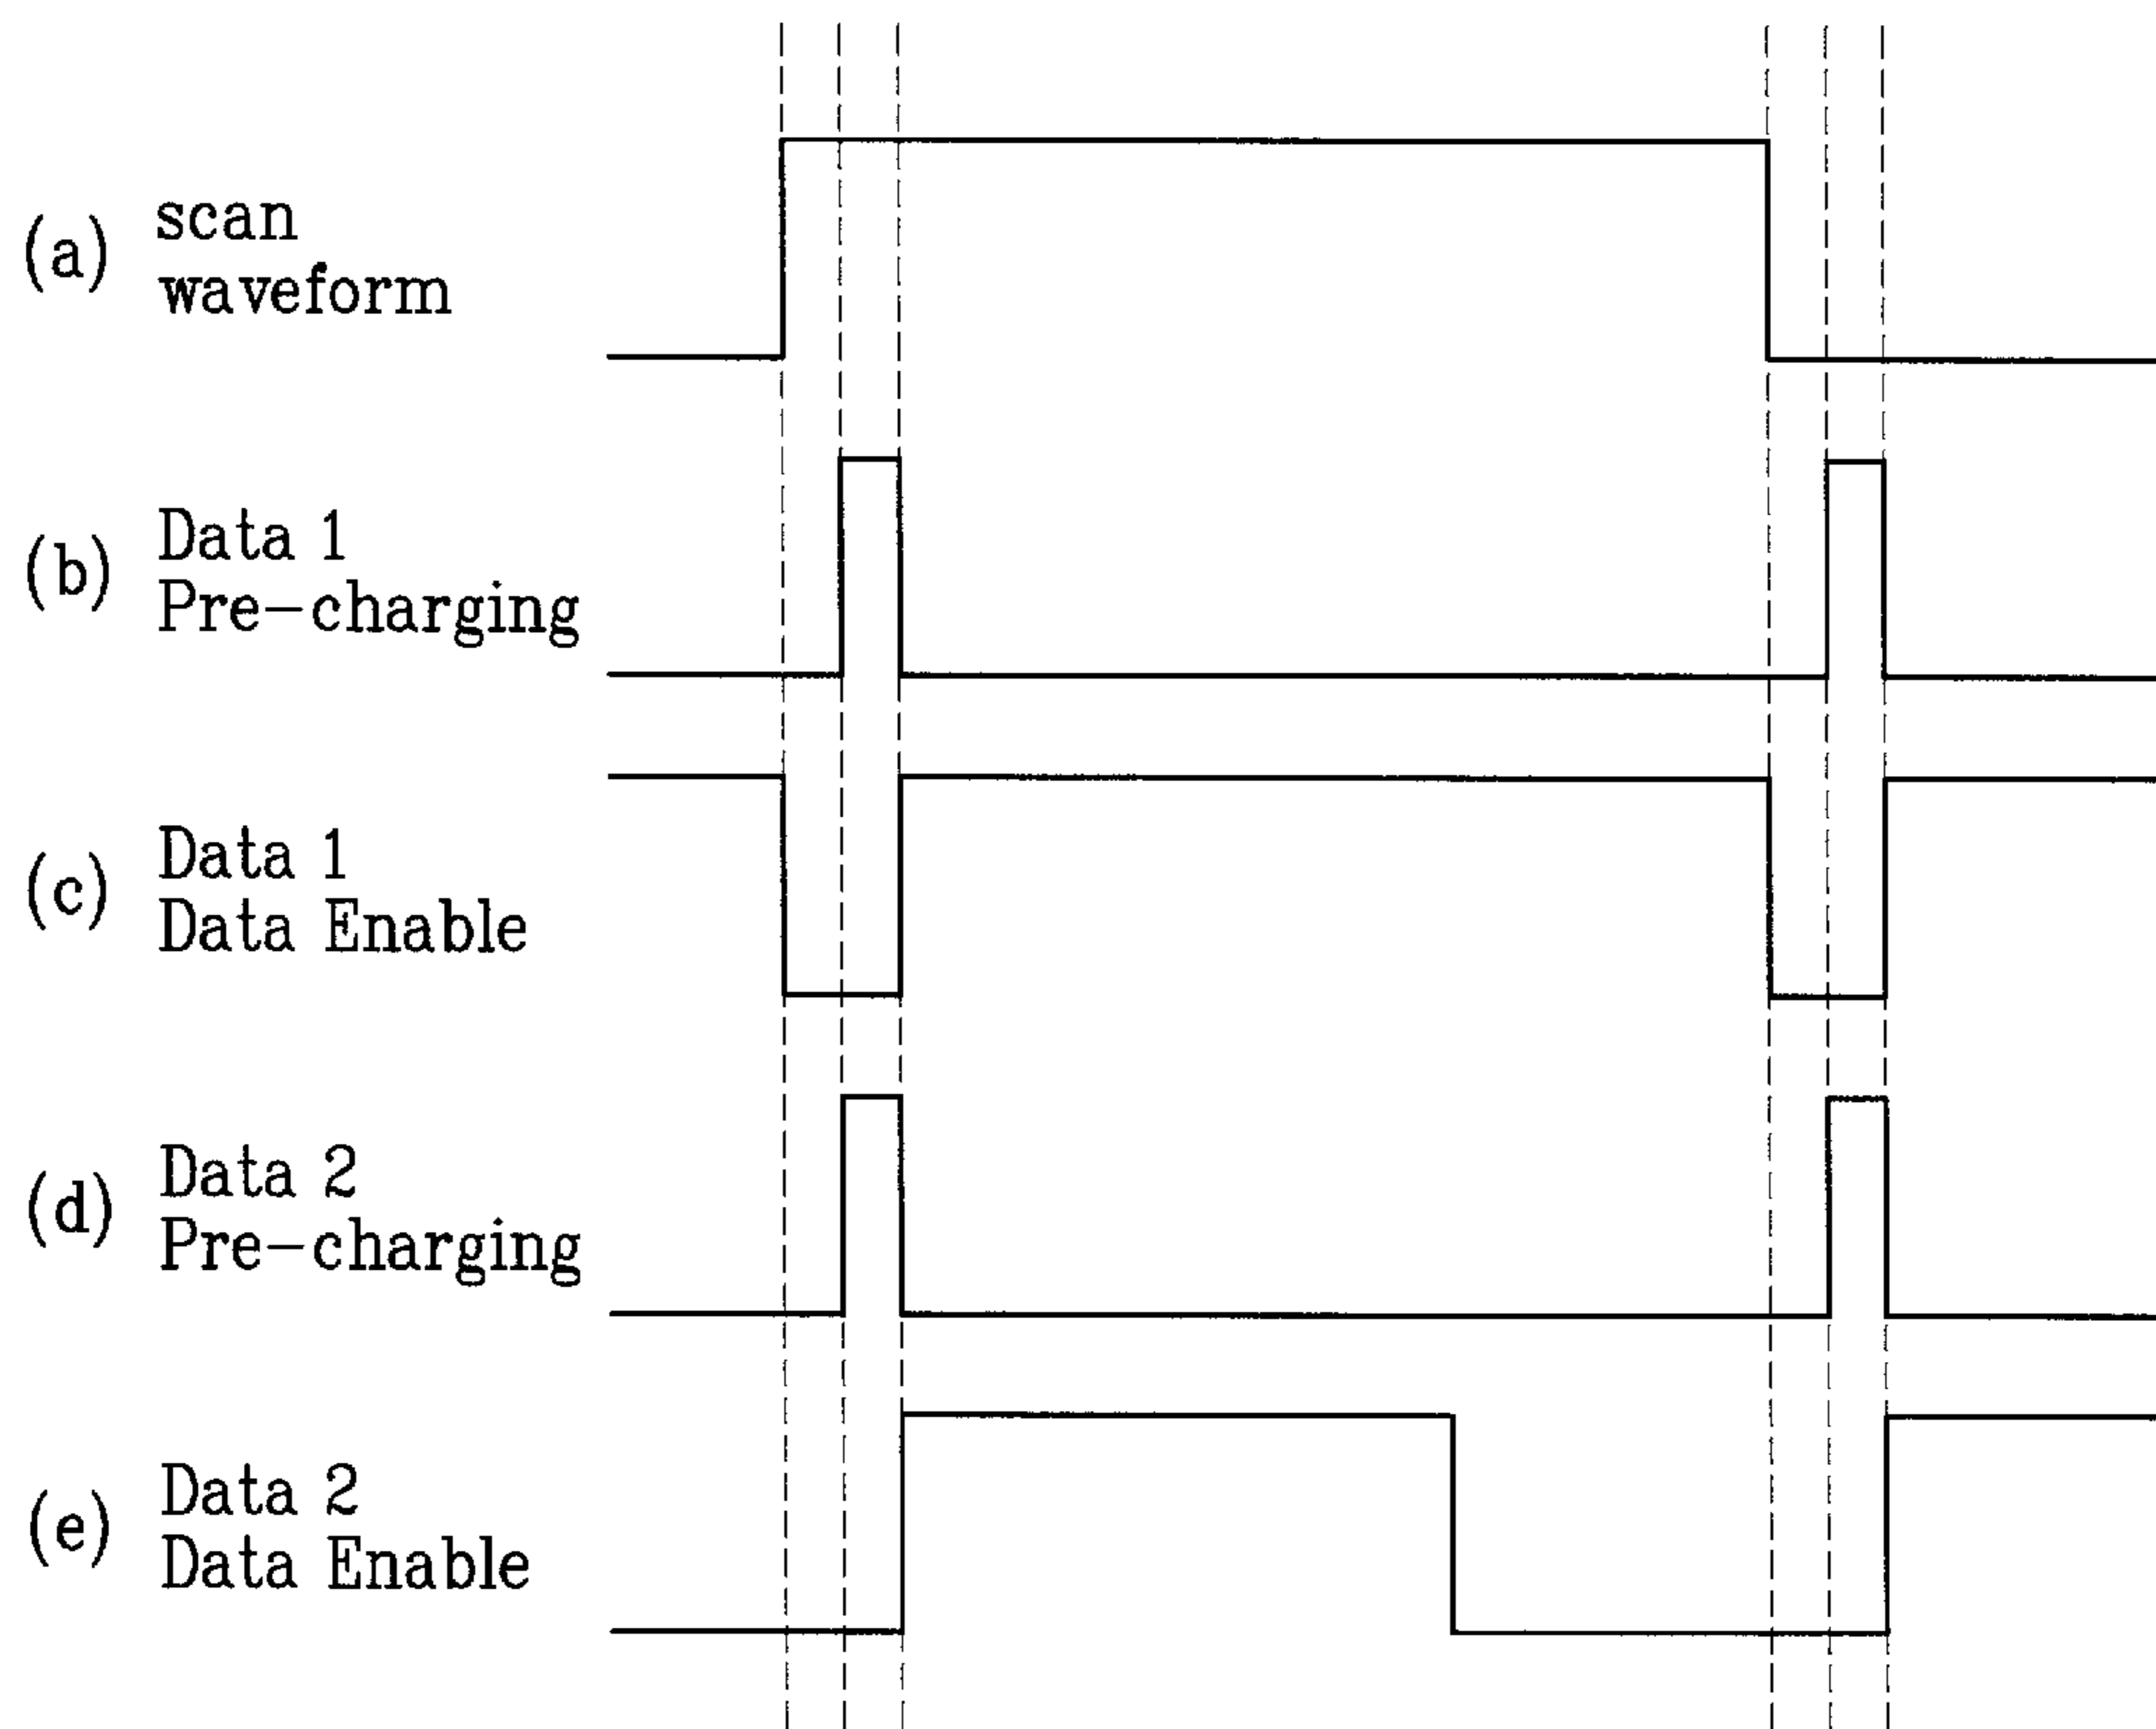 (a) scan
waveform
(b) Data 1
Pre-charging
(c) Data 1
Data Enable
(d) Data 2
Pre-charging
(e) Data 2
Data Enable